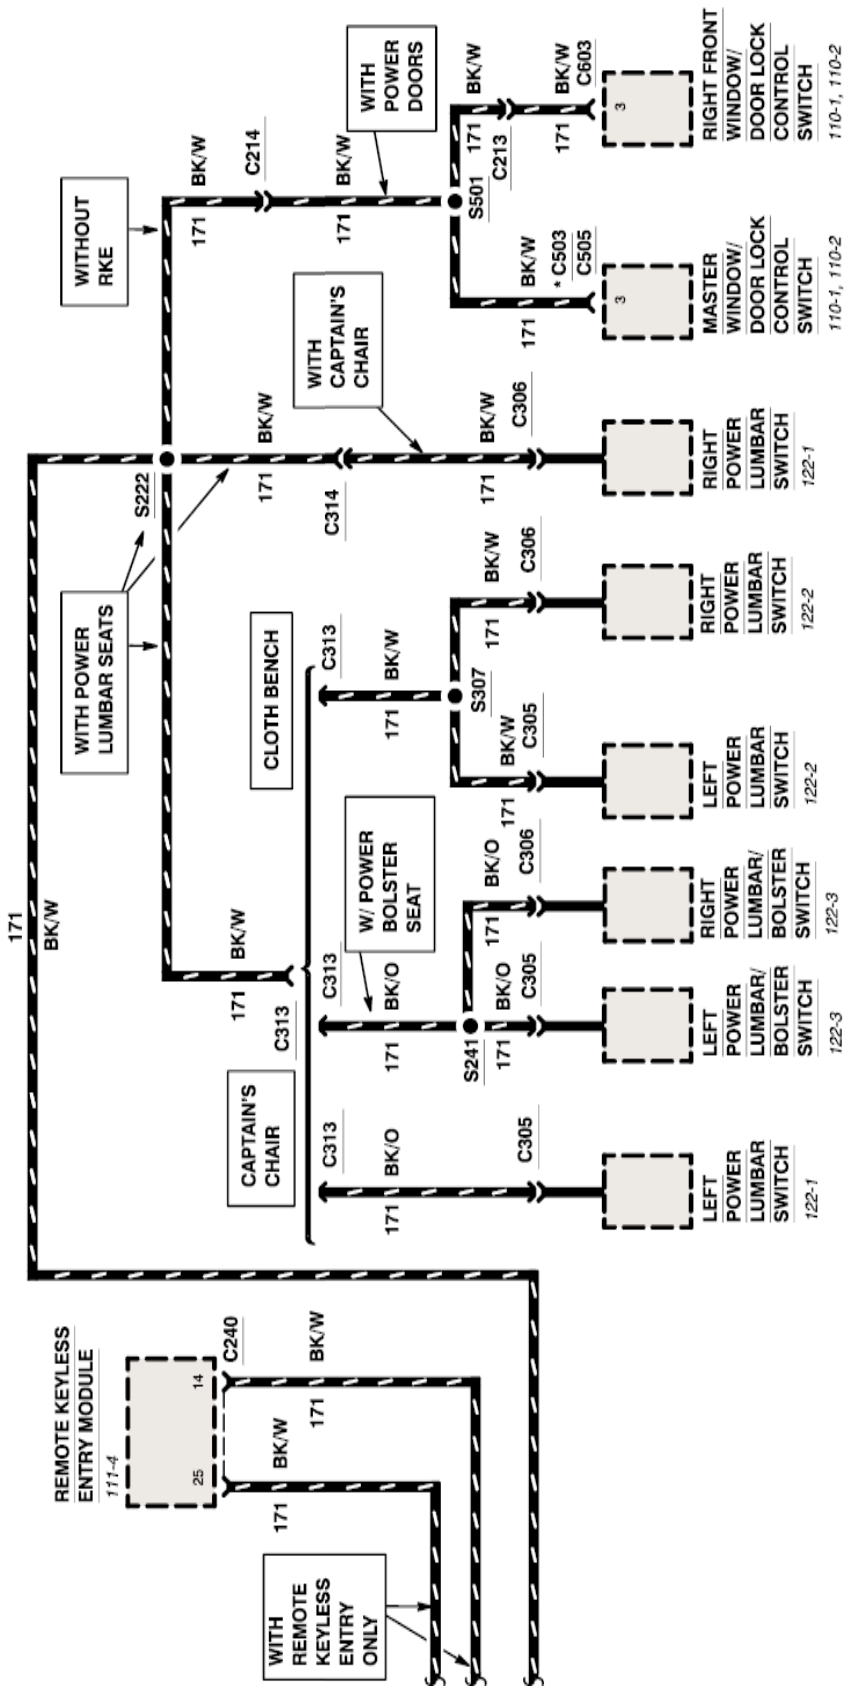 REMOTE KEYLESS
ENTRY MODULE
111-4
25
14
C240
171
BK/W
171
BK/W
WITH
REMOTE
KEYLESS
ENTRY
ONLY
171
BK/W
WITH POWER
LUMBAR SEATS
S222
WITHOUT
RKE
171
BK/W
C214
171
BK/W
WITH
POWER
DOORS
171
BK/W
C313
CAPTAIN'S
CHAIR
CLOTH BENCH
171
BK/W
C314
WITH
CAPTAIN'S
CHAIR
171
BK/W
C306
C313
171
BK/O
C305
C313
171
BK/O
W/ POWER
BOLSTER
SEAT
S241
171
BK/O
C305
171
BK/O
C306
C313
171
BK/W
S307
171
BK/W
C305
171
BK/W
C306
S501
171
BK/W
* C503
C505
3
171
BK/W
C213
171
BK/W
C603
3
LEFT
POWER
LUMBAR
SWITCH
122-1
LEFT
POWER
LUMBAR/
BOLSTER
SWITCH
122-3
RIGHT
POWER
LUMBAR/
BOLSTER
SWITCH
122-3
LEFT
POWER
LUMBAR
SWITCH
122-2
RIGHT
POWER
LUMBAR
SWITCH
122-2
RIGHT
POWER
LUMBAR
SWITCH
122-1
MASTER
WINDOW/
DOOR LOCK
CONTROL
SWITCH
110-1, 110-2
RIGHT FRONT
WINDOW/
DOOR LOCK
CONTROL
SWITCH
110-1, 110-2